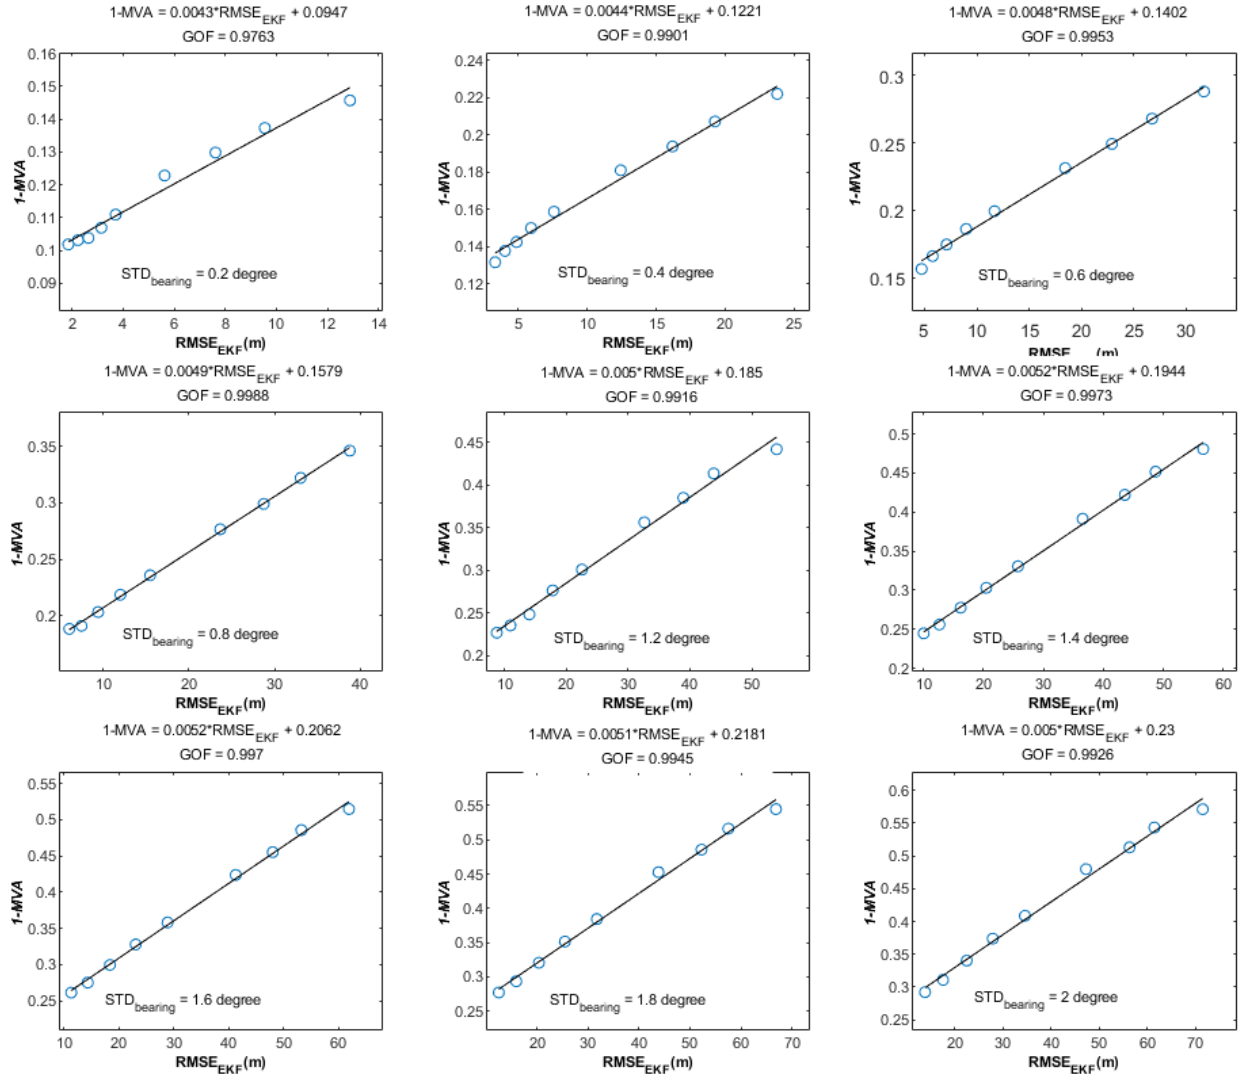 1-MVA = 0.0043*RMSE_EKF + 0.0947
GOF = 0.9763
0.16
0.15
0.14
0.13
0.12
0.11
0.1
0.09
1-MVA
STD_bearing = 0.2 degree
2 4 6 8 10 12 14
RMSE_EKF(m)
1-MVA = 0.0044*RMSE_EKF + 0.1221
GOF = 0.9901
0.24
0.22
0.2
0.18
0.16
0.14
0.12
1-MVA
STD_bearing = 0.4 degree
5 10 15 20 25
RMSE_EKF(m)
1-MVA = 0.0048*RMSE_EKF + 0.1402
GOF = 0.9953
0.3
0.25
0.2
0.15
1-MVA
STD_bearing = 0.6 degree
5 10 15 20 25 30
RMSE (m)
1-MVA = 0.0049*RMSE_EKF + 0.1579
GOF = 0.9988
0.35
0.3
0.25
0.2
1-MVA
STD_bearing = 0.8 degree
10 20 30 40
RMSE_EKF(m)
1-MVA = 0.005*RMSE_EKF + 0.185
GOF = 0.9916
0.45
0.4
0.35
0.3
0.25
0.2
1-MVA
STD_bearing = 1.2 degree
10 20 30 40 50
RMSE_EKF(m)
1-MVA = 0.0052*RMSE_EKF + 0.1944
GOF = 0.9973
0.5
0.45
0.4
0.35
0.3
0.25
0.2
1-MVA
STD_bearing = 1.4 degree
10 20 30 40 50 60
RMSE_EKF(m)
1-MVA = 0.0052*RMSE_EKF + 0.2062
GOF = 0.997
0.55
0.5
0.45
0.4
0.35
0.3
0.25
1-MVA
STD_bearing = 1.6 degree
10 20 30 40 50 60
RMSE_EKF(m)
1-MVA = 0.0051*RMSE_EKF + 0.2181
GOF = 0.9945
0.55
0.5
0.45
0.4
0.35
0.3
0.25
1-MVA
STD_bearing = 1.8 degree
20 30 40 50 60 70
RMSE_EKF(m)
1-MVA = 0.005*RMSE_EKF + 0.23
GOF = 0.9926
0.6
0.55
0.5
0.45
0.4
0.35
0.3
0.25
1-MVA
STD_bearing = 2 degree
20 30 40 50 60 70
RMSE_EKF(m)